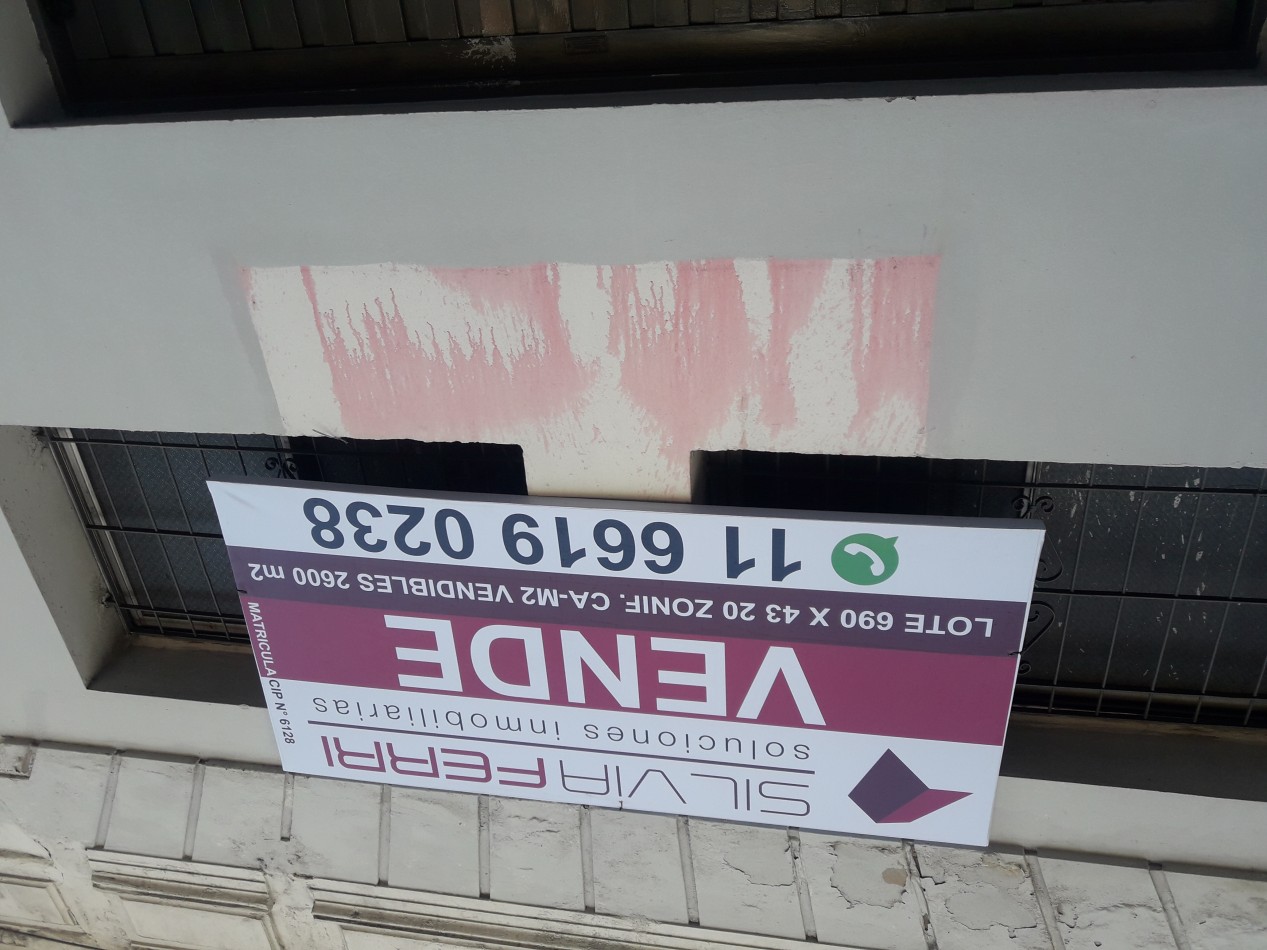 SILVIA FERRI
soluciones inmobiliarias
VENDE
LOTE 690 X 43 20 ZONIF. CA-M2 VENDIBLES 2600 m2
11 6619 0238
MATRICULA CIP N° 6128